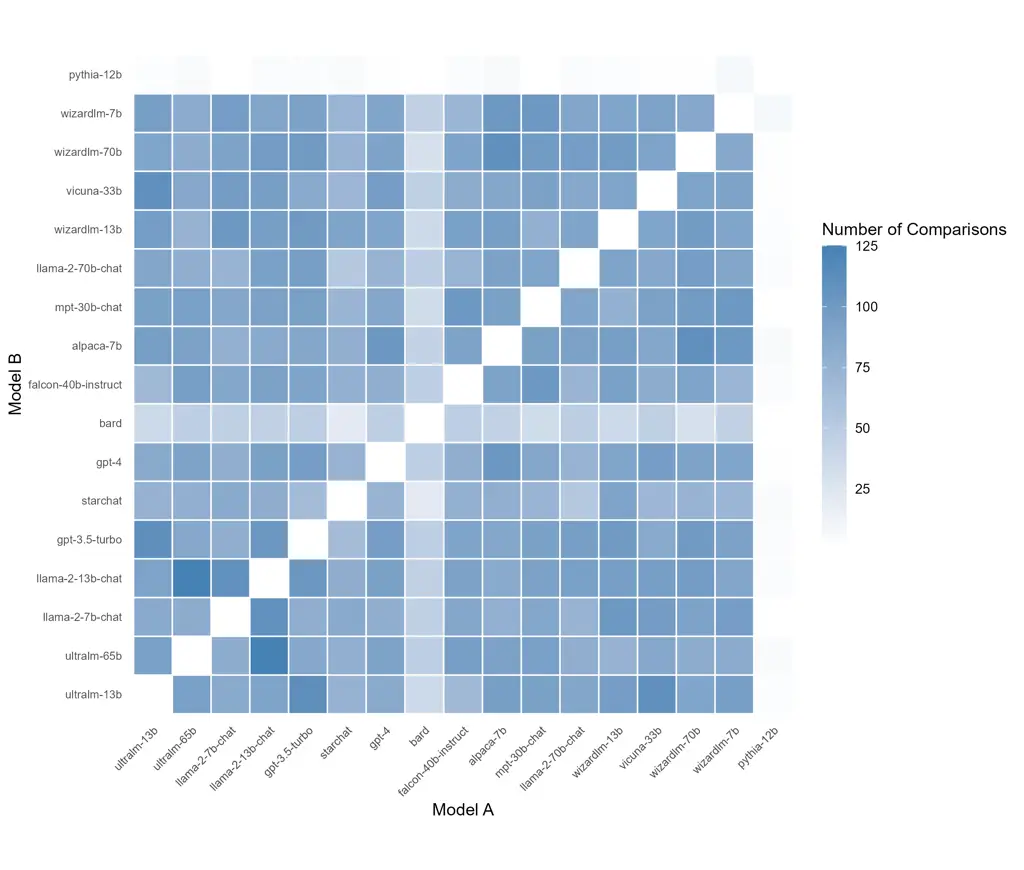 pythia-12b
wizardlm-7b
wizardlm-70b
vicuna-33b
wizardlm-13b
llama-2-70b-chat
mpt-30b-chat
alpaca-7b
falcon-40b-instruct
bard
gpt-4
starchat
gpt-3.5-turbo
llama-2-13b-chat
llama-2-7b-chat
ultralm-65b
ultralm-13b
Model B
ultralm-13b
ultralm-65b
llama-2-7b-chat
llama-2-13b-chat
gpt-3.5-turbo
starchat
gpt-4
bard
falcon-40b-instruct
alpaca-7b
mpt-30b-chat
llama-2-70b-chat
wizardlm-13b
vicuna-33b
wizardlm-70b
wizardlm-7b
pythia-12b
Model A
Number of Comparisons
125
100
75
50
25